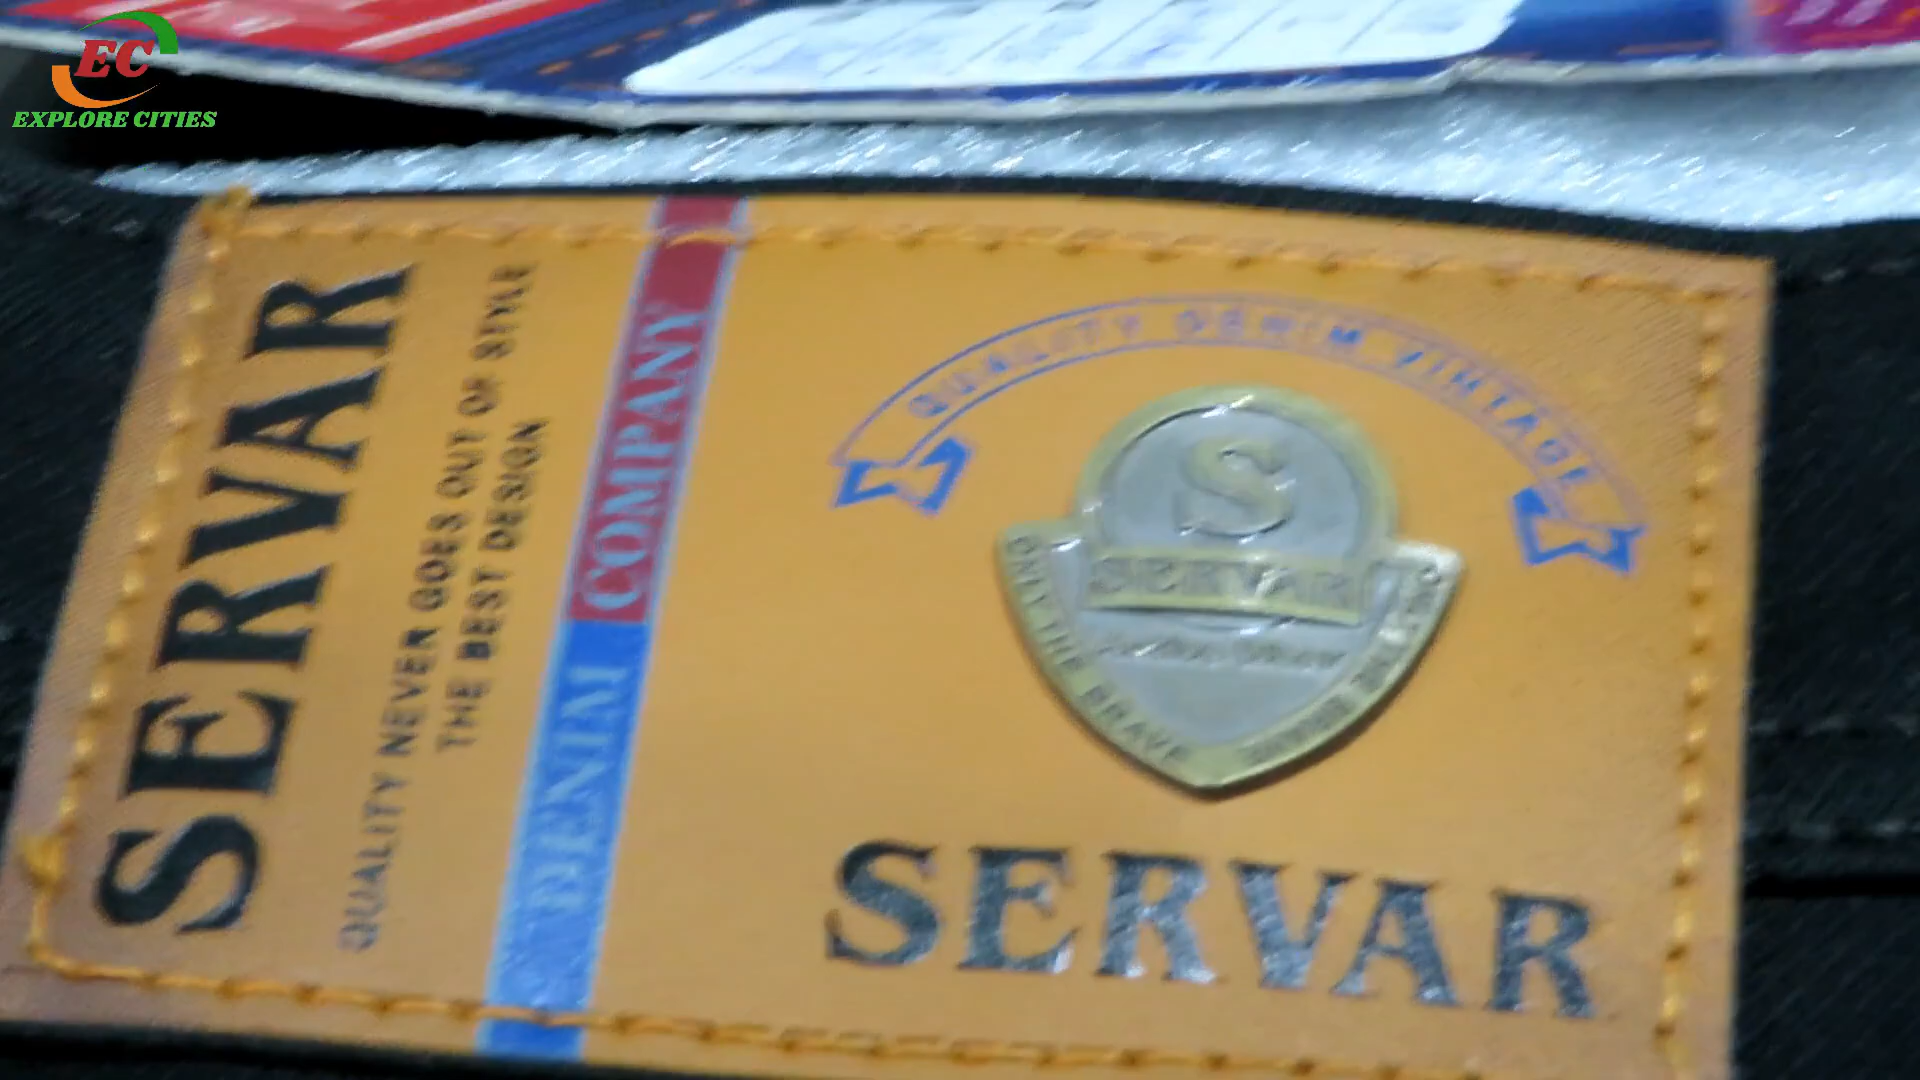 EC
EXPLORE CITIES
SERVAR
QUALITY NEVER GOES OUT OF STYLE
THE BEST DESIGN
DENIM COMPANY
QUALITY DENIM VINTAGE
S
SERVAR
ONLY THE BRAVE
SERVAR